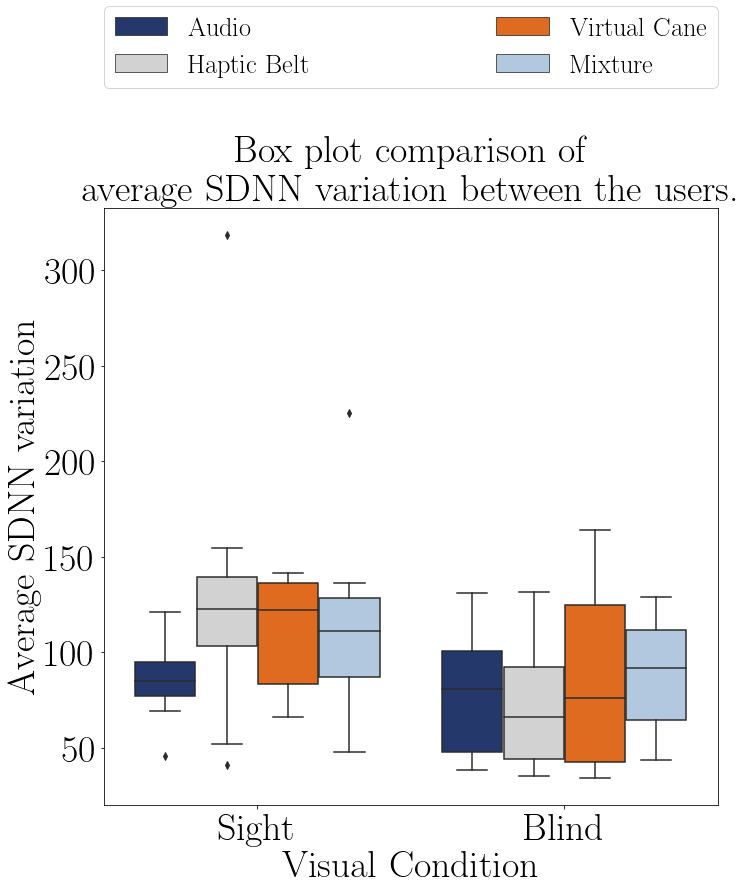 Audio
Haptic Belt
Virtual Cane
Mixture
Box plot comparison of
average SDNN variation between the users.
Average SDNN variation
300
250
200
150
100
50
Sight
Blind
Visual Condition